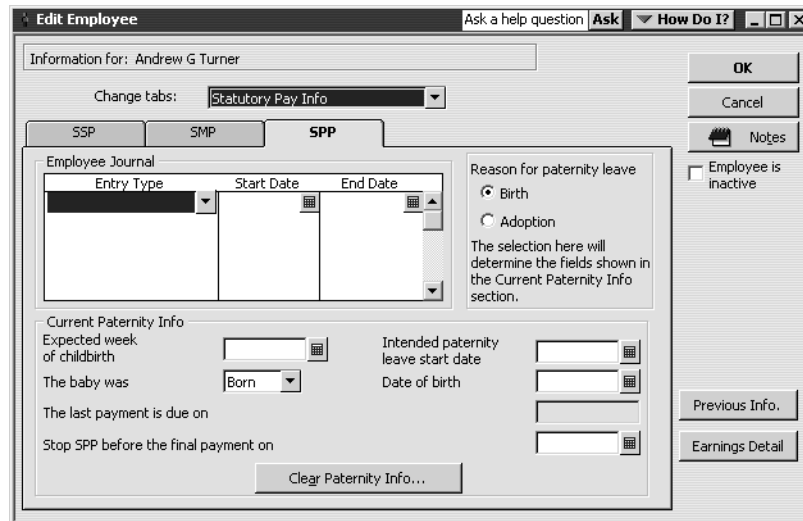 Edit Employee
Ask a help question Ask How Do I?
Information for: Andrew G Turner
Change tabs: Statutory Pay Info
OK
Cancel
Notes
Employee is
inactive
SSP SMP SPP
Employee Journal
Entry Type Start Date End Date
Reason for paternity leave
Birth
Adoption
The selection here will
determine the fields shown in
the Current Paternity Info
section.
Current Paternity Info
Expected week
of childbirth
Intended paternity
leave start date
The baby was Born Date of birth
The last payment is due on
Stop SPP before the final payment on
Clear Paternity Info...
Previous Info.
Earnings Detail